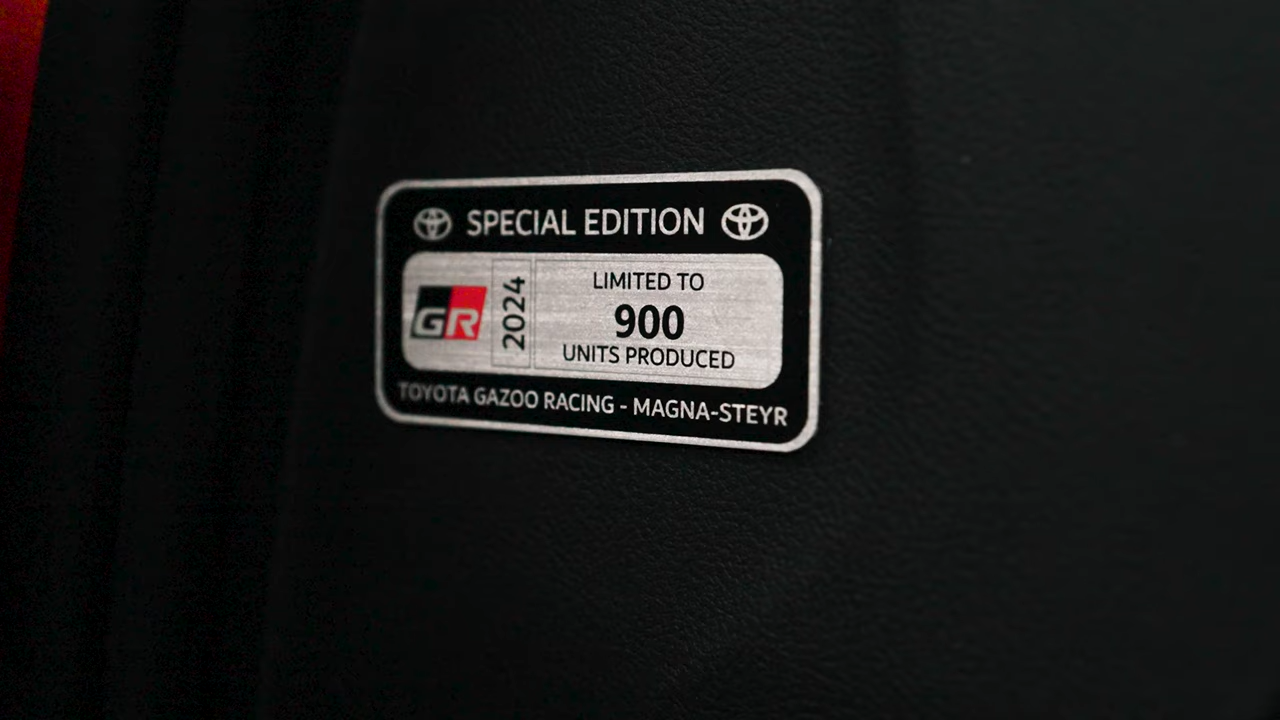 SPECIAL EDITION
GR
2024
LIMITED TO
900
UNITS PRODUCED
TOYOTA GAZOO RACING - MAGNA-STEYR